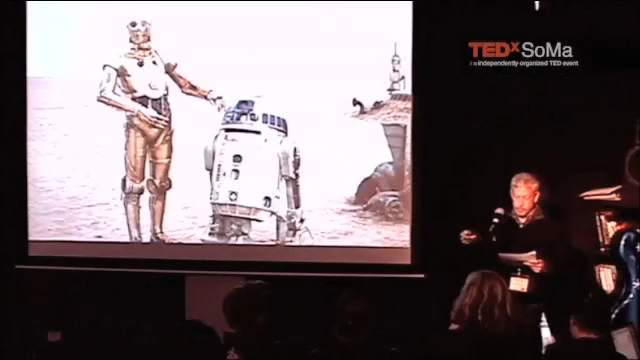 TEDxSoMa
x = independently organized TED event